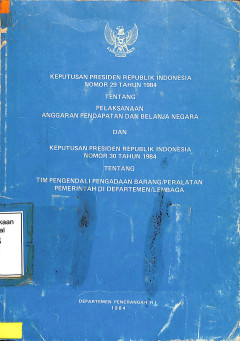 KEPUTUSAN PRESIDEN REPUBLIK INDONESIA
NOMOR 29 TAHUN 1984
TENTANG
PELAKSANAAN
ANGGARAN PENDAPATAN DAN BELANJA NEGARA
DAN
KEPUTUSAN PRESIDEN REPUBLIK INDONESIA
NOMOR 30 TAHUN 1984
TENTANG
TIM PENGENDALI PENGADAAN BARANG/PERALATAN
PEMERINTAH DI DEPARTEMEN/LEMBAGA
DEPARTEMEN PENERANGAN R.I.
1984